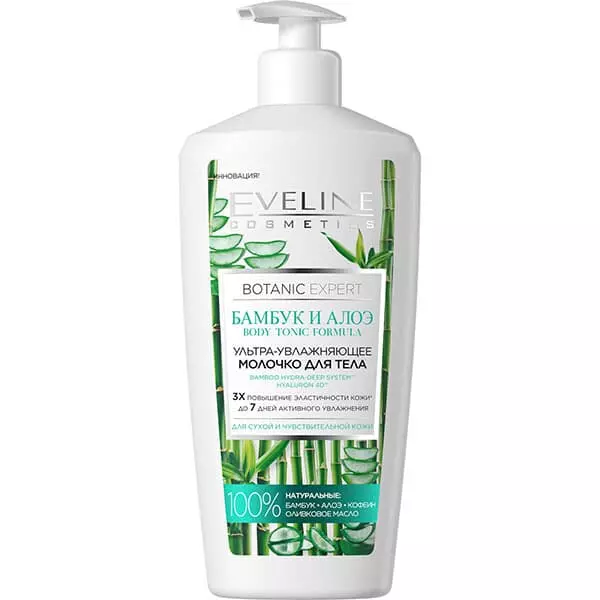 ИННОВАЦИЯ!
EVELINE
COSMETICS
BOTANIC EXPERT
БАМБУК И АЛОЭ
BODY TONIC FORMULA
УЛЬТРА-УВЛАЖНЯЮЩЕЕ
МОЛОЧКО ДЛЯ ТЕЛА
BAMBOO HYDRA-DEEP SYSTEM™
HYALURON 4D™
3X ПОВЫШЕНИЕ ЭЛАСТИЧНОСТИ КОЖИ*
ДО 7 ДНЕЙ АКТИВНОГО УВЛАЖНЕНИЯ
ДЛЯ СУХОЙ И ЧУВСТВИТЕЛЬНОЙ КОЖИ
100% НАТУРАЛЬНЫЕ:
БАМБУК • АЛОЭ • КОФЕИН
ОЛИВКОВОЕ МАСЛО